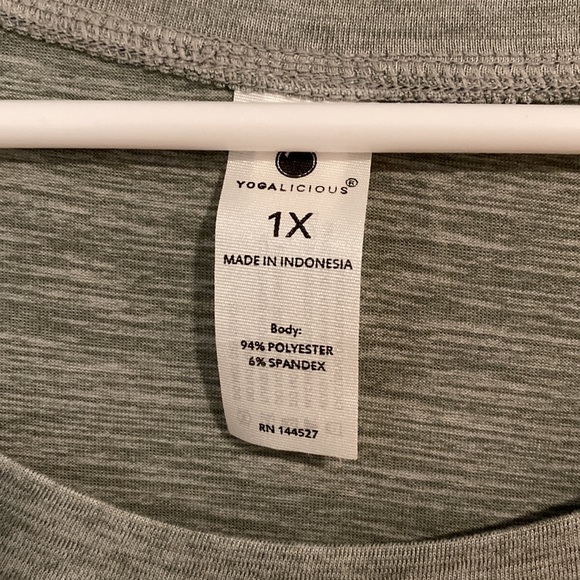 YOGALICIOUS®
1X
MADE IN INDONESIA
Body:
94% POLYESTER
6% SPANDEX
RN 144527